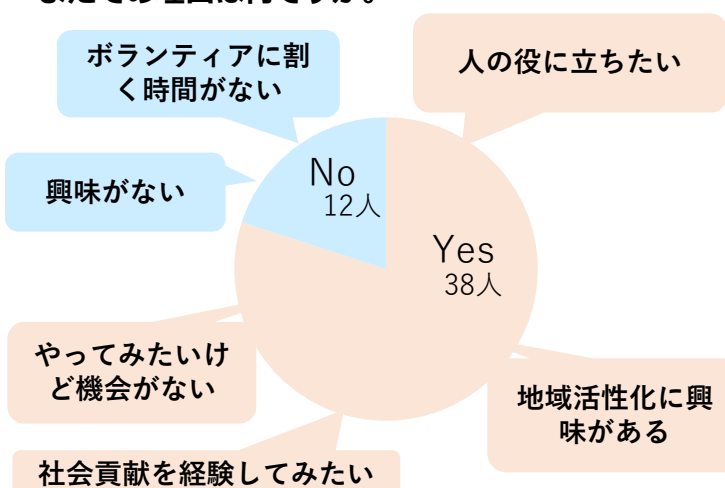 ボランティアに割
く時間がない
人の役に立ちたい
興味がない
No
12人
Yes
38人
やってみたいけ
ど機会がない
地域活性化に興
味がある
社会貢献を経験してみたい